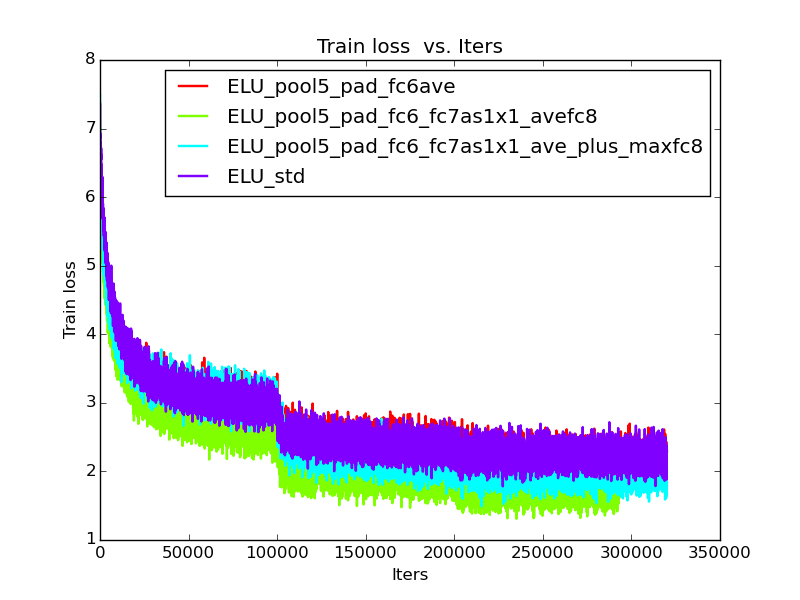 Train loss  vs. Iters
8
7
6
5
4
3
2
1
Train loss
ELU_pool5_pad_fc6ave
ELU_pool5_pad_fc6_fc7as1x1_avefc8
ELU_pool5_pad_fc6_fc7as1x1_ave_plus_maxfc8
ELU_std
0 50000 100000 150000 200000 250000 300000 350000
Iters